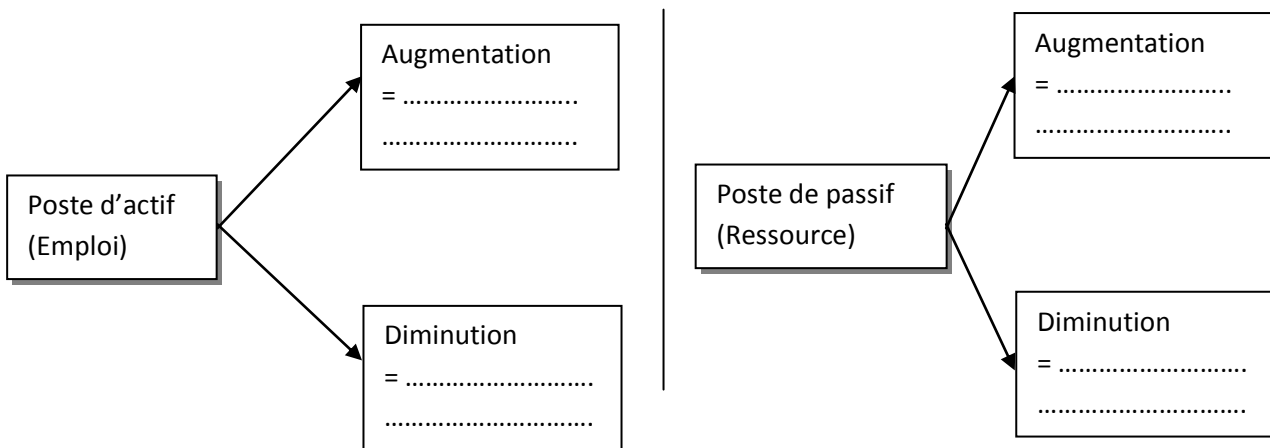 Augmentation
= ……………………..
………………………..
Poste d’actif
(Emploi)
Diminution
= ……………………….
………………………….
Augmentation
= ……………………..
………………………..
Poste de passif
(Ressource)
Diminution
= ……………………….
………………………….